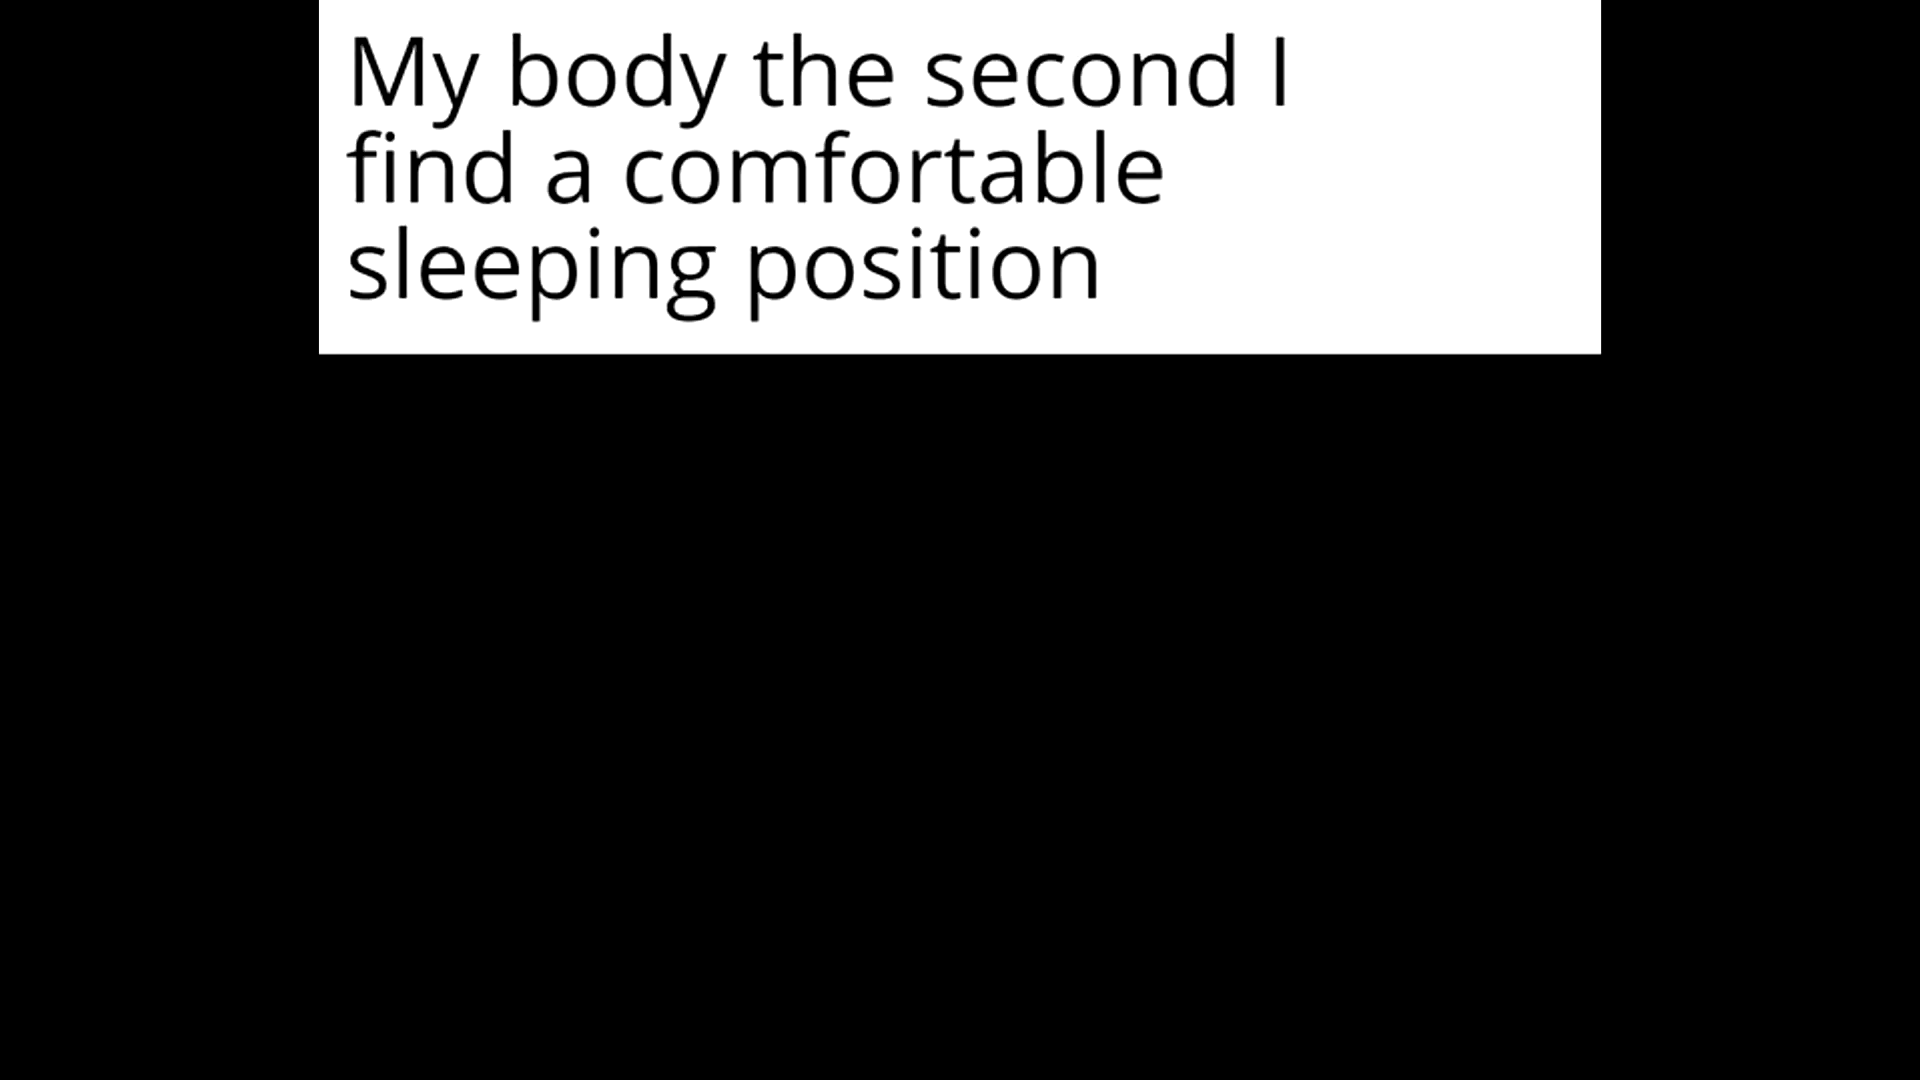 My body the second I
find a comfortable
sleeping position